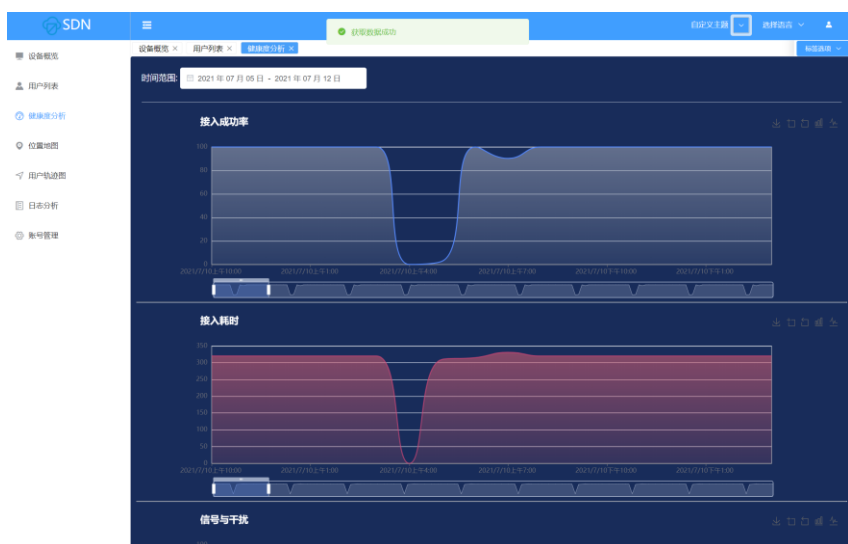 SDN
获取数据成功
自定义主题
选择语言
设备概览 ×
用户列表 ×
健康度分析 ×
标签选项
设备概览
用户列表
健康度分析
位置地图
用户轨迹图
日志分析
账号管理
时间范围:
2021 年 07 月 05 日 - 2021 年 07 月 12 日
接入成功率
100
80
60
40
20
0
2021/7/10上午10:00
2021/7/10上午1:00
2021/7/10上午4:00
2021/7/10上午7:00
2021/7/10下午10:00
2021/7/10下午1:00
接入耗时
350
300
250
200
150
100
50
0
2021/7/10上午10:00
2021/7/10上午1:00
2021/7/10上午4:00
2021/7/10上午7:00
2021/7/10下午10:00
2021/7/10下午1:00
信号与干扰
100